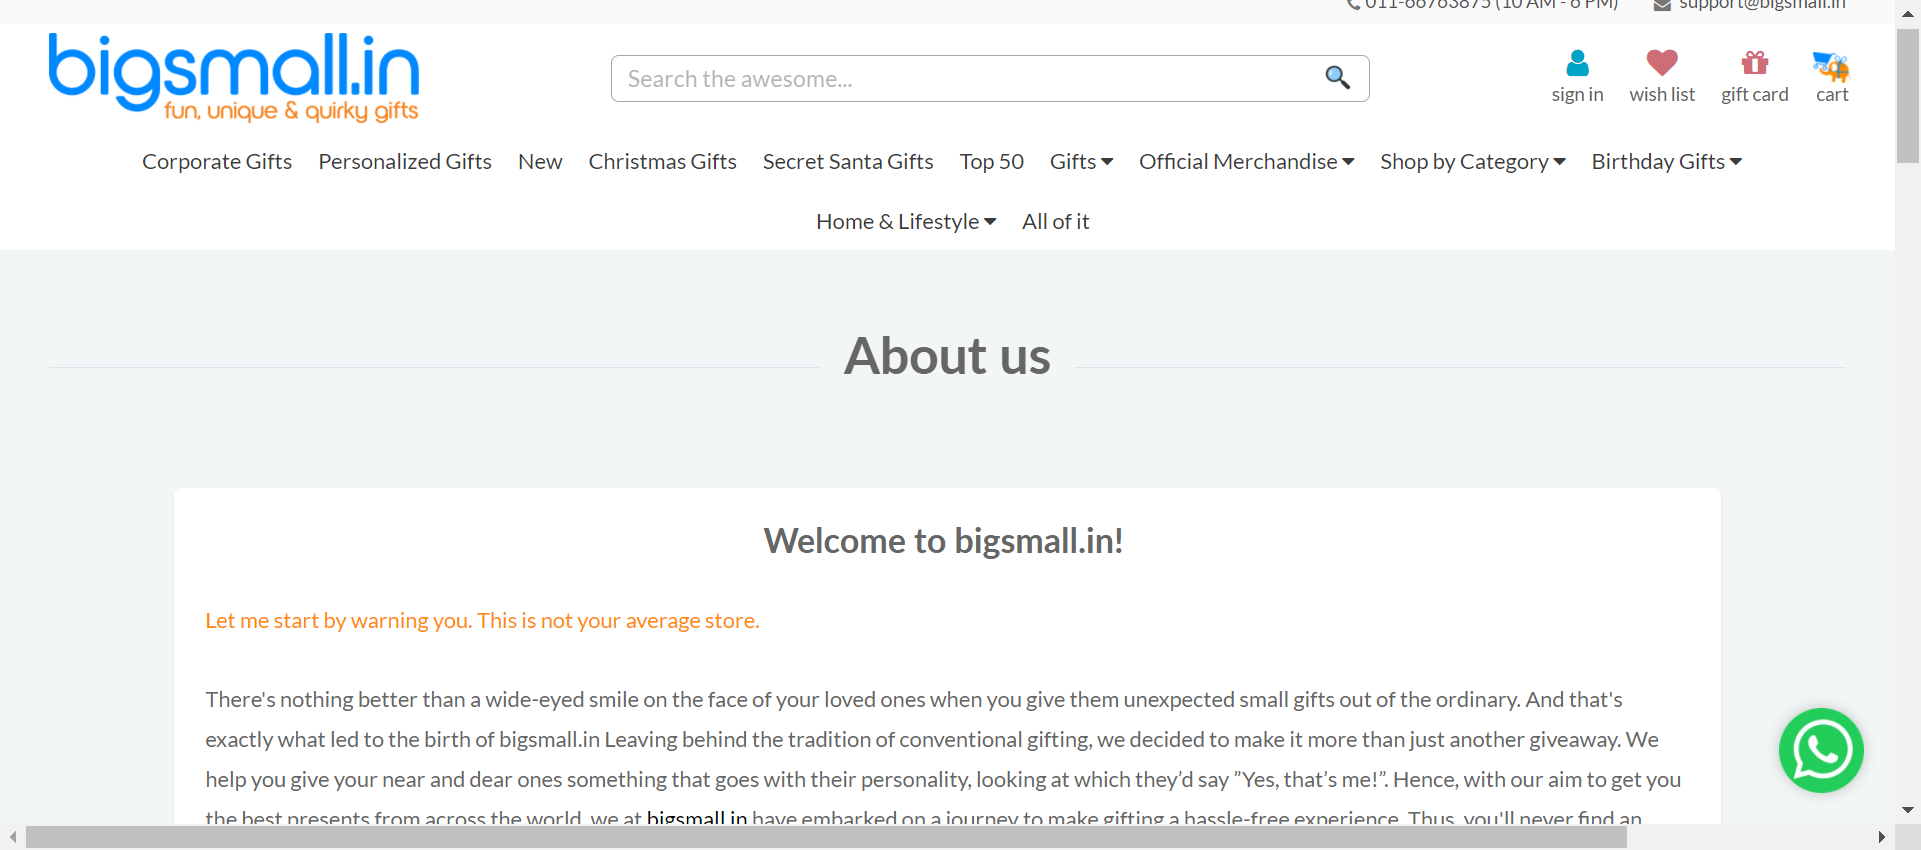 011-66763875 (10 AM - 6 PM) support@bigsmall.in
bigsmall.in
fun, unique & quirky gifts
Search the awesome...
sign in wish list gift card cart
Corporate Gifts Personalized Gifts New Christmas Gifts Secret Santa Gifts Top 50 Gifts Official Merchandise Shop by Category Birthday Gifts
Home & Lifestyle All of it
About us
Welcome to bigsmall.in!
Let me start by warning you. This is not your average store.
There's nothing better than a wide-eyed smile on the face of your loved ones when you give them unexpected small gifts out of the ordinary. And that's
exactly what led to the birth of bigsmall.in Leaving behind the tradition of conventional gifting, we decided to make it more than just another giveaway. We
help you give your near and dear ones something that goes with their personality, looking at which they’d say ”Yes, that’s me!”. Hence, with our aim to get you
the best presents from across the world, we at bigsmall.in have embarked on a journey to make gifting a hassle-free experience. Thus, you'll never find an